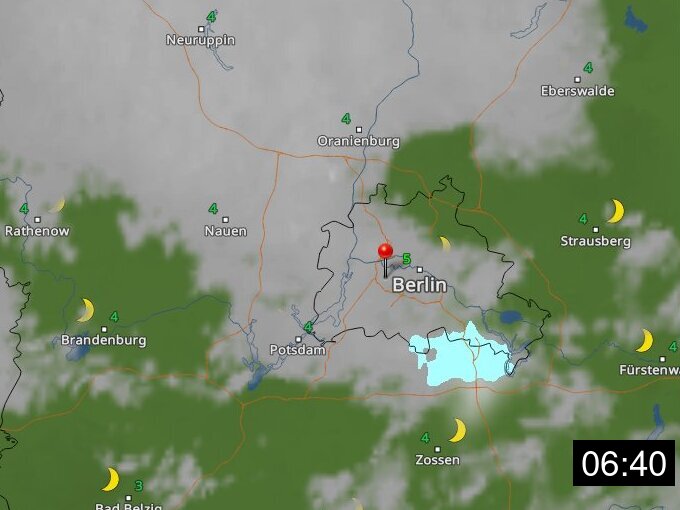 4
Neuruppin
4
Eberswalde
4
Oranienburg
4
Rathenow
4
Nauen
4
Strausberg
5
Berlin
4
Brandenburg
4
Potsdam
4
Fürstenwa
4
Zossen
06:40
3
Bad Belzig